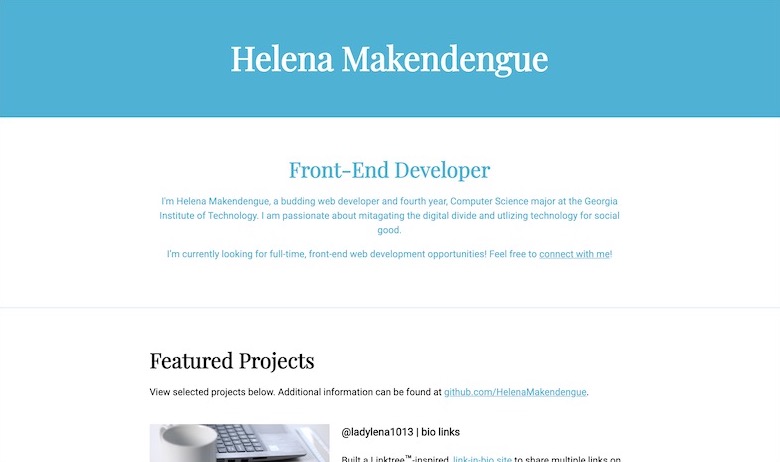 Helena Makendengue
Front-End Developer
I'm Helena Makendengue, a budding web developer and fourth year, Computer Science major at the Georgia
Institute of Technology. I am passionate about mitagating the digital divide and utlizing technology for social
good.
I'm currently looking for full-time, front-end web development opportunities! Feel free to connect with me!
Featured Projects
View selected projects below. Additional information can be found at github.com/HelenaMakendengue.
@ladylena1013 | bio links
Built a Linktree™-inspired, link-in-bio site to share multiple links on